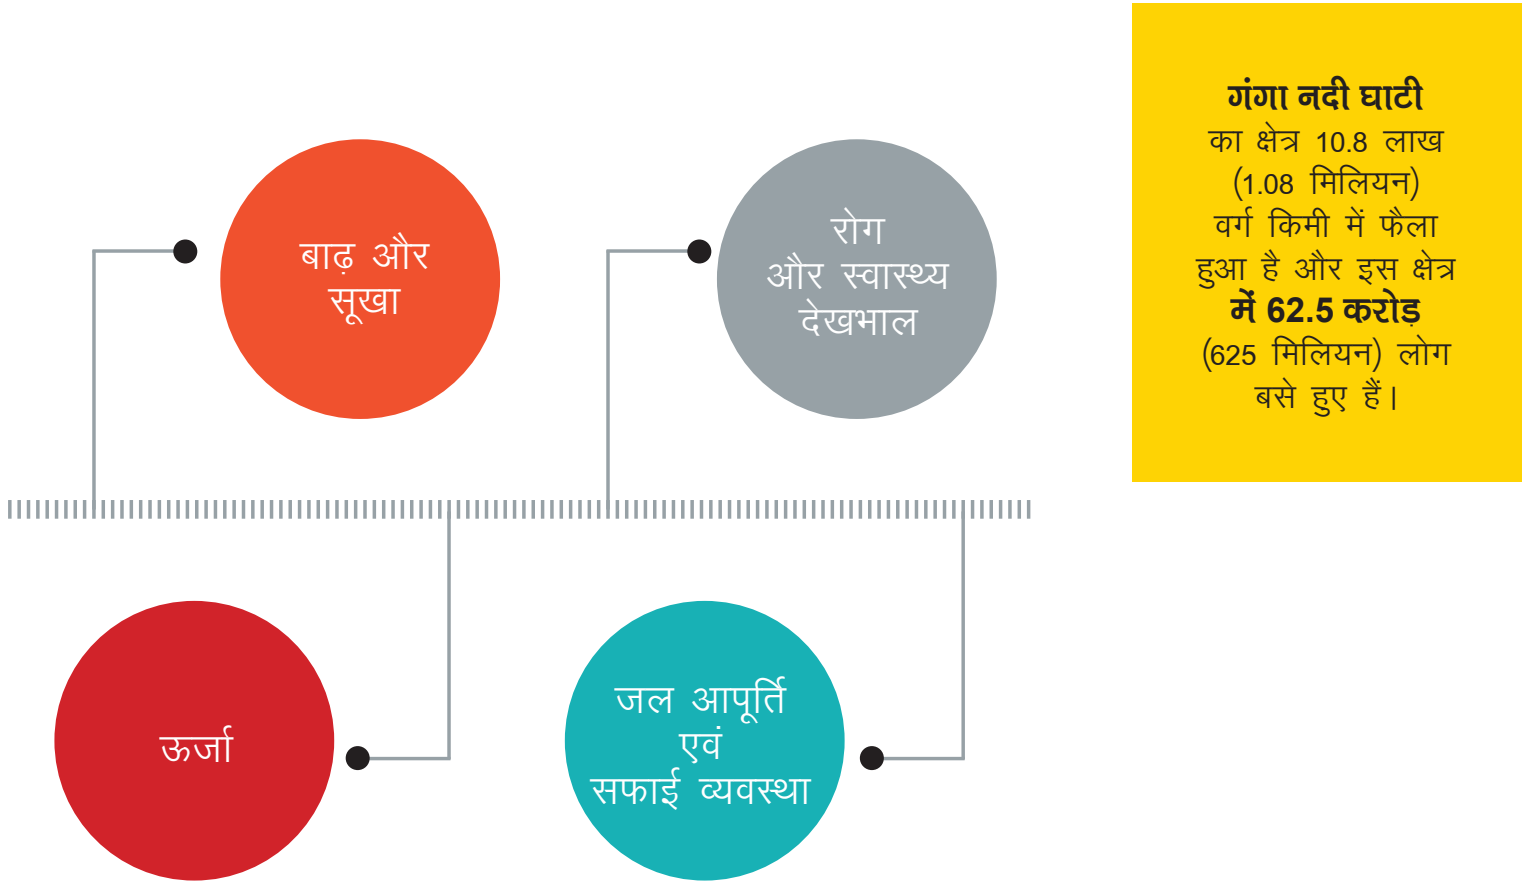 बाढ़ और
सूखा
रोग
और स्वास्थ्य
देखभाल
ऊर्जा
जल आपूर्ति
एवं
सफाई व्यवस्था
गंगा नदी घाटी
का क्षेत्र 10.8 लाख
(1.08 मिलियन)
वर्ग किमी में फैला
हुआ है और इस क्षेत्र
में 62.5 करोड़
(625 मिलियन) लोग
बसे हुए हैं।